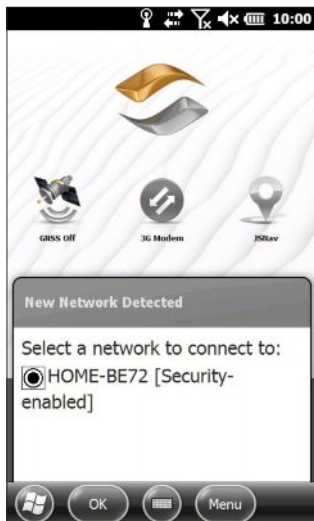 10:00
GNSS Off
3G Modem
JSNav
New Network Detected
Select a network to connect to:
HOME-BE72 [Security-
enabled]
OK
Menu